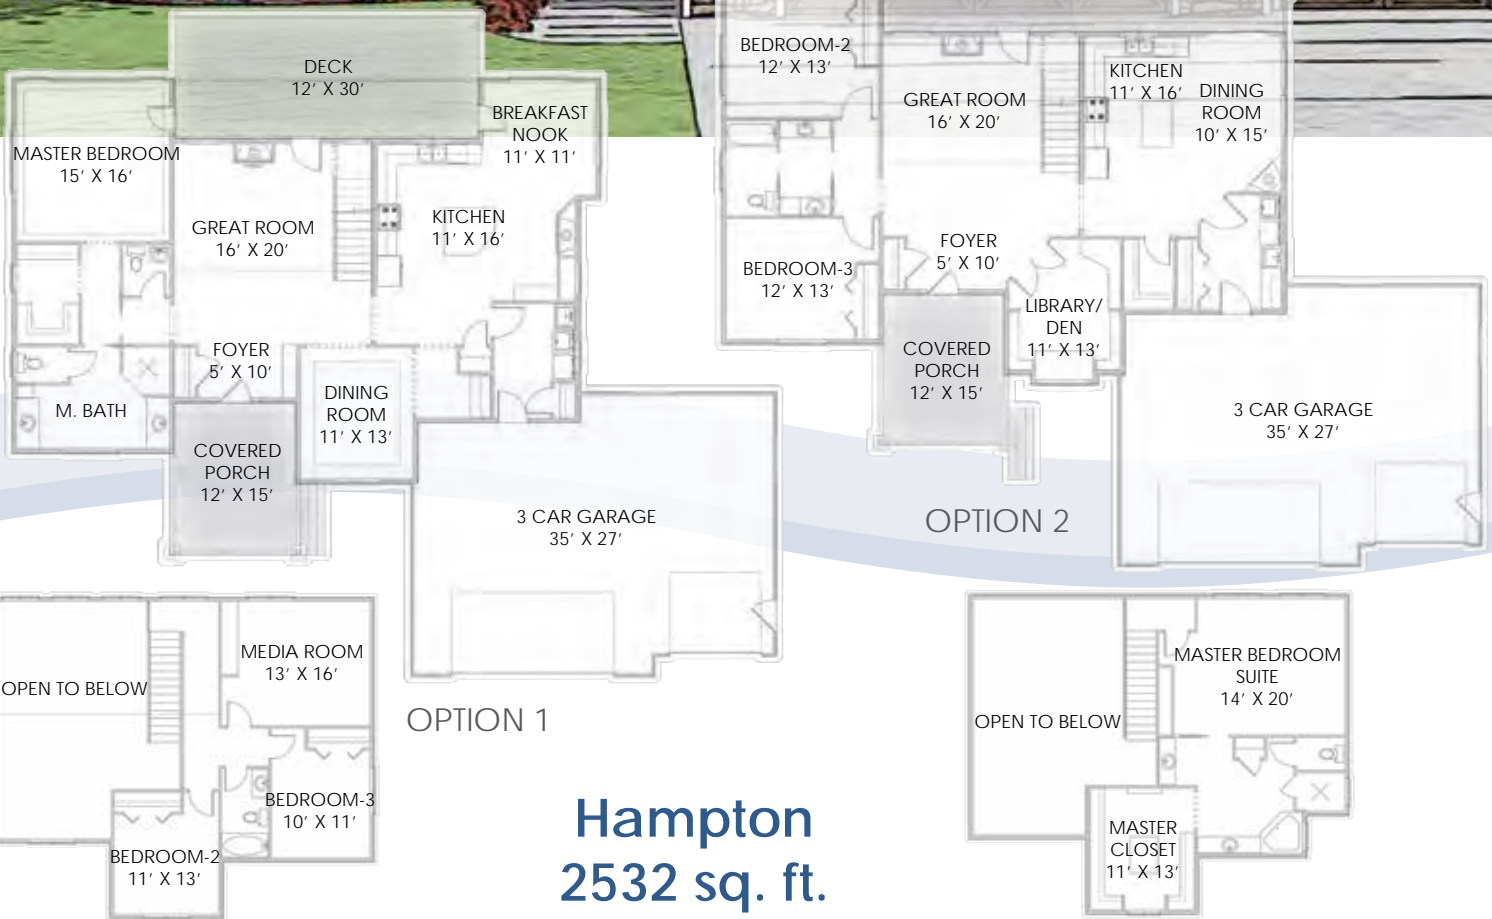 DECK
12' X 30'
BREAKFAST
NOOK
11' X 11'
MASTER BEDROOM
15' X 16'
GREAT ROOM
16' X 20'
KITCHEN
11' X 16'
FOYER
5' X 10'
DINING
ROOM
11' X 13'
M. BATH
COVERED
PORCH
12' X 15'
3 CAR GARAGE
35' X 27'
OPEN TO BELOW
MEDIA ROOM
13' X 16'
BEDROOM-3
10' X 11'
BEDROOM-2
11' X 13'
OPTION 1
BEDROOM-2
12' X 13'
GREAT ROOM
16' X 20'
KITCHEN
11' X 16'
DINING
ROOM
10' X 15'
BEDROOM-3
12' X 13'
FOYER
5' X 10'
LIBRARY/
DEN
11' X 13'
COVERED
PORCH
12' X 15'
3 CAR GARAGE
35' X 27'
OPTION 2
MASTER BEDROOM
SUITE
14' X 20'
OPEN TO BELOW
MASTER
CLOSET
11' X 13'
Hampton
2532 sq. ft.